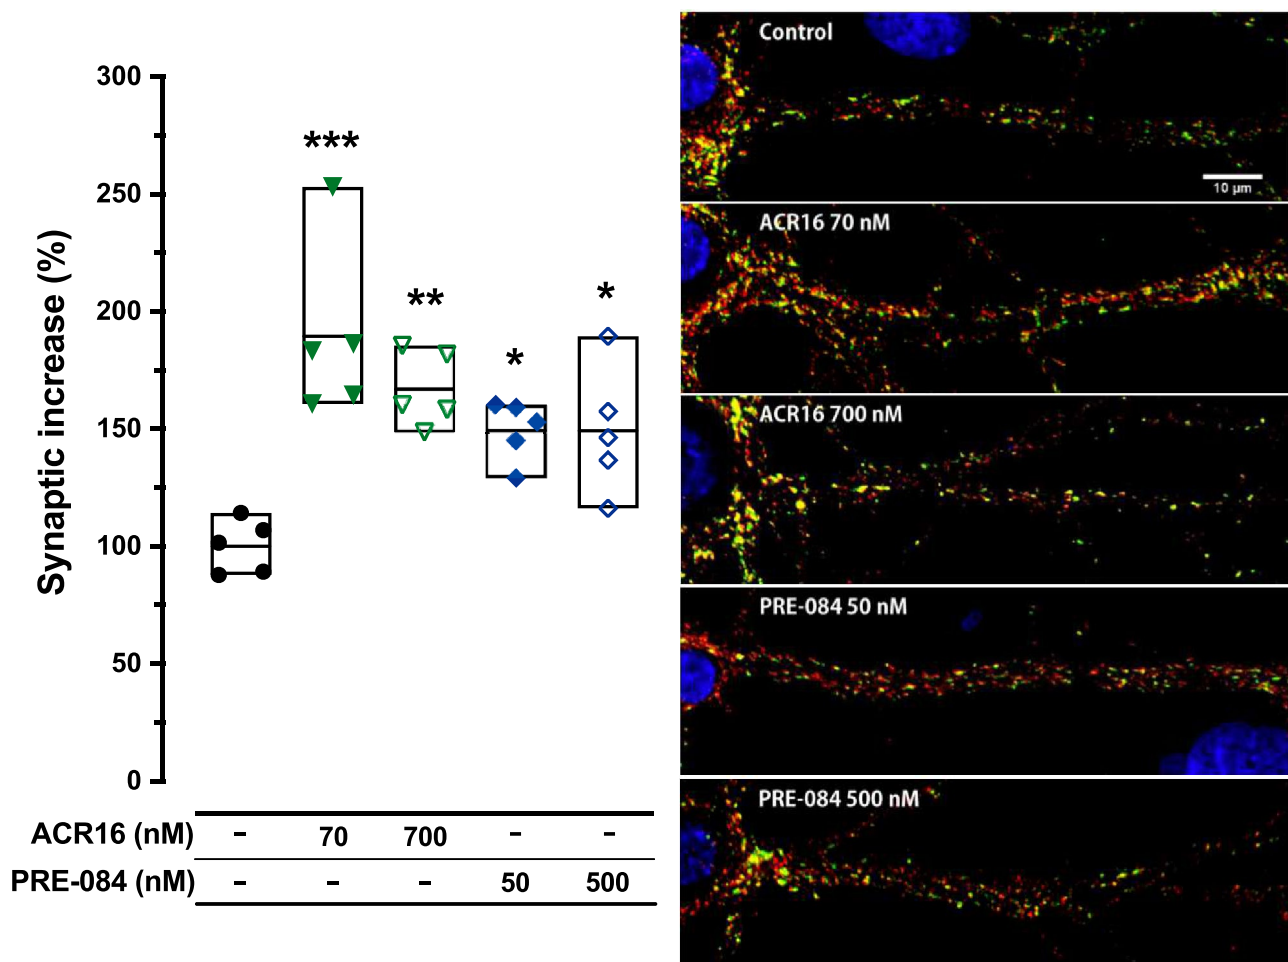 Synaptic increase (%)
300
250
200
150
100
50
0
***
**
*
*
ACR16 (nM) - 70 700 - -
PRE-084 (nM) - - - 50 500
Control
10 µm
ACR16 70 nM
ACR16 700 nM
PRE-084 50 nM
PRE-084 500 nM